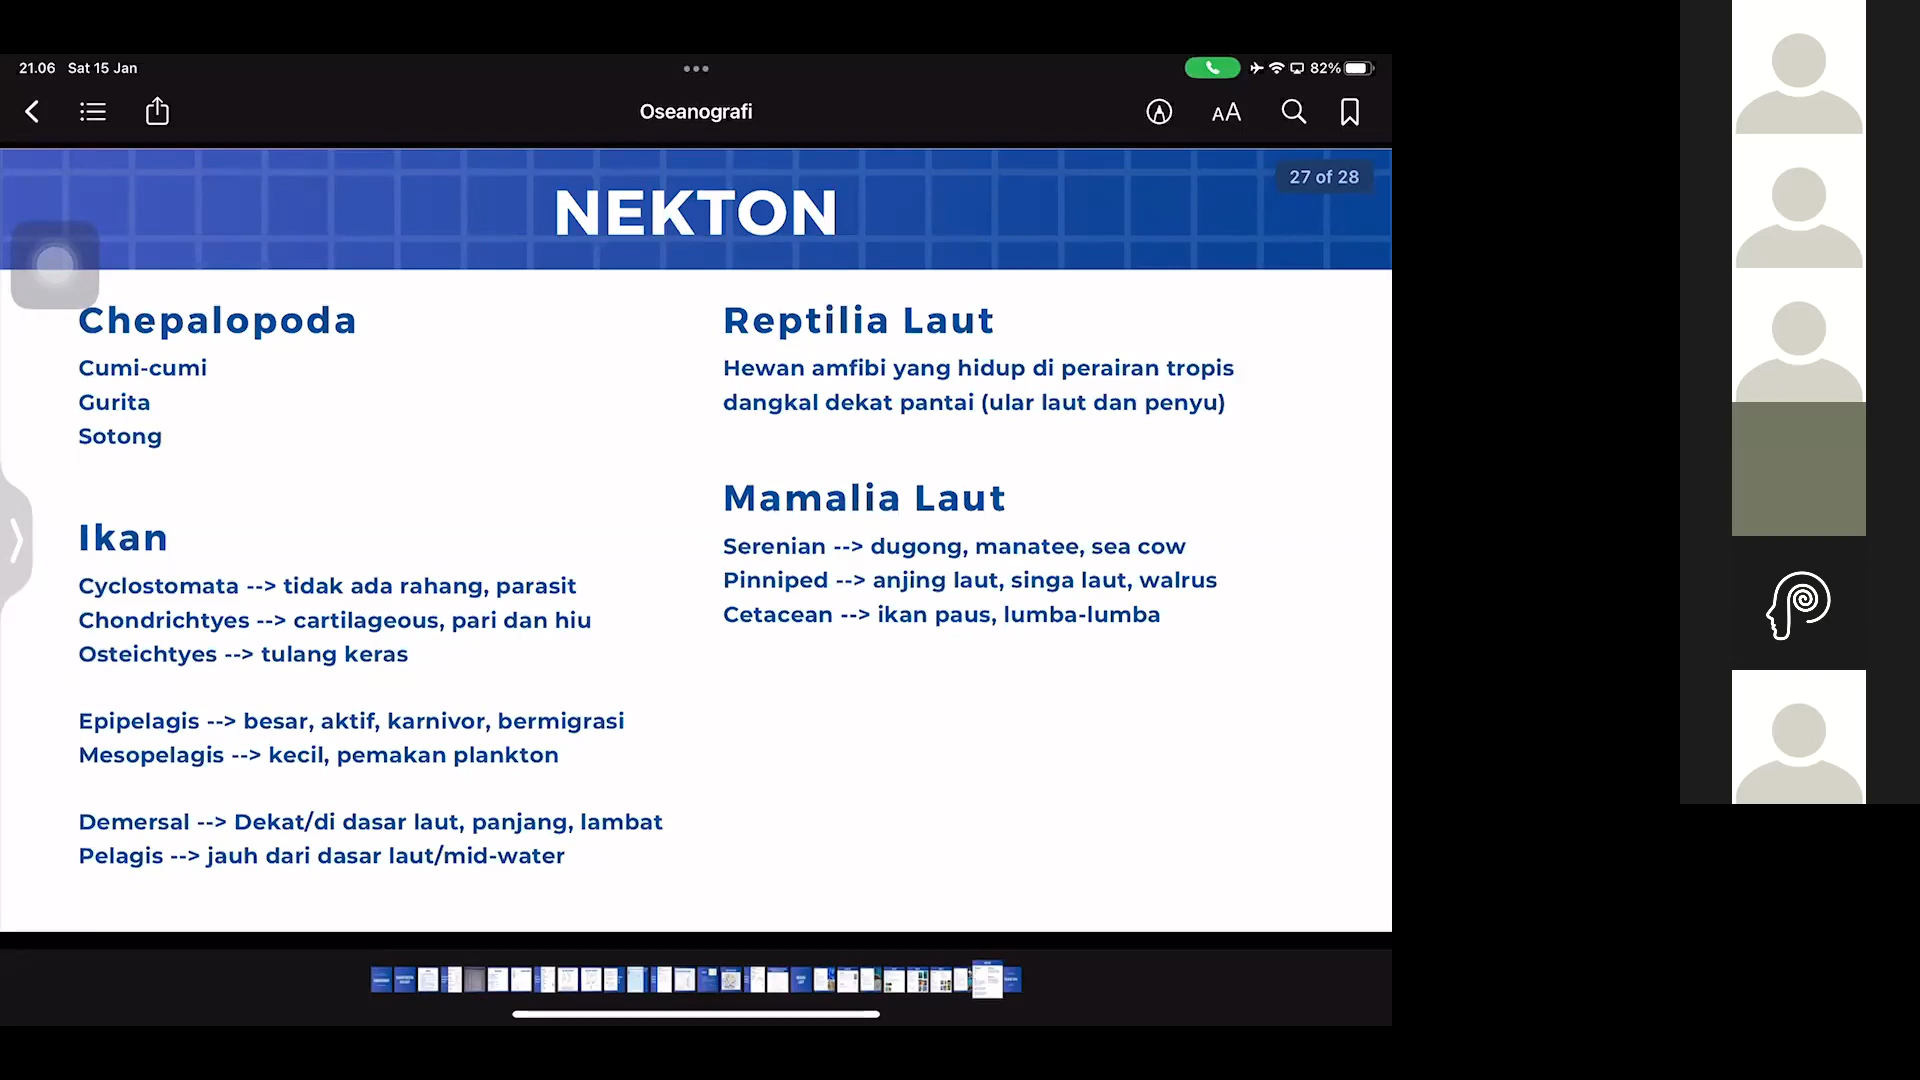 21.06 Sat 15 Jan
82%
Oseanografi
AA
27 of 28
NEKTON
Chepalopoda
Cumi-cumi
Gurita
Sotong
Ikan
Cyclostomata --> tidak ada rahang, parasit
Chondrichtyes --> cartilageous, pari dan hiu
Osteichtyes --> tulang keras
Epipelagis --> besar, aktif, karnivor, bermigrasi
Mesopelagis --> kecil, pemakan plankton
Demersal --> Dekat/di dasar laut, panjang, lambat
Pelagis --> jauh dari dasar laut/mid-water
Reptilia Laut
Hewan amfibi yang hidup di perairan tropis
dangkal dekat pantai (ular laut dan penyu)
Mamalia Laut
Serenian --> dugong, manatee, sea cow
Pinniped --> anjing laut, singa laut, walrus
Cetacean --> ikan paus, lumba-lumba